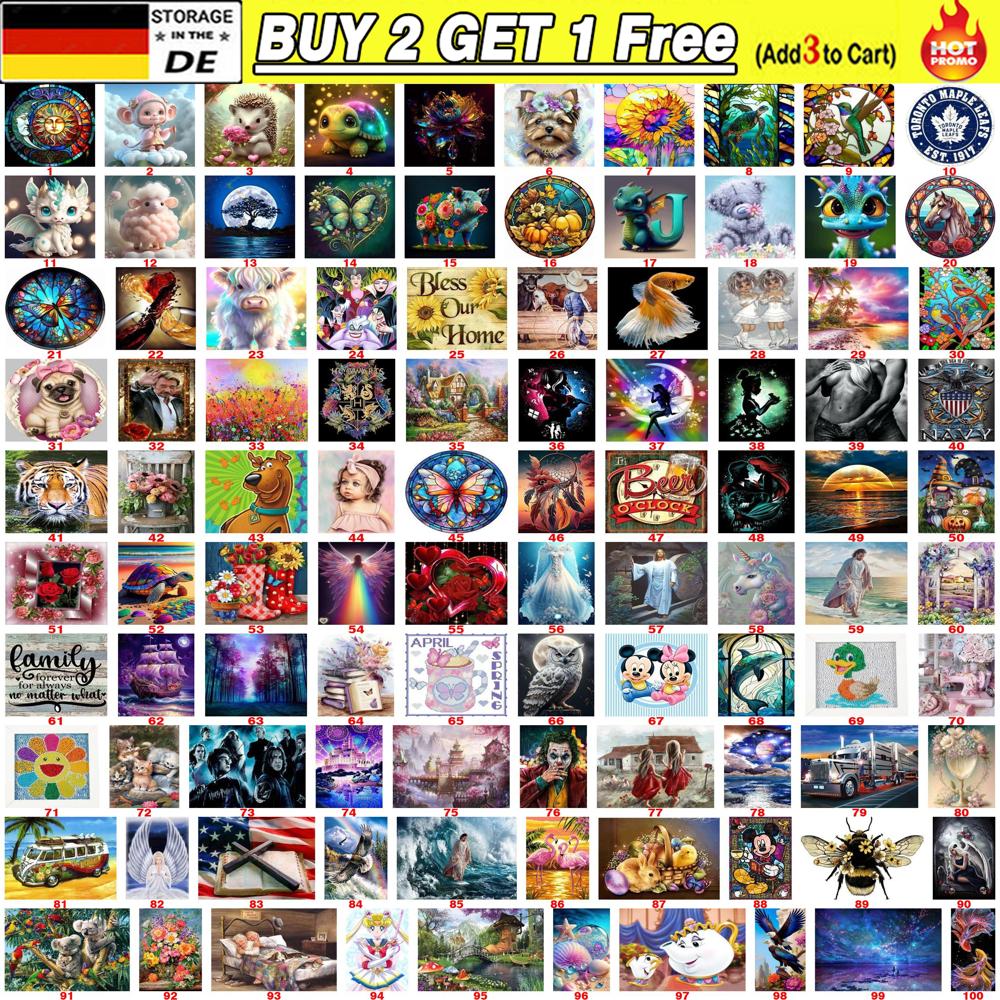 STORAGE
IN THE
DE
BUY 2 GET 1 Free
(Add 3 to Cart)
HOT
PROMO
TORONTO MAPLE LEAFS
TORONTO
MAPLE
LEAFS
EST. 1917
1 2 3 4 5 6 7 8 9 10
J
11 12 13 14 15 16 17 18 19 20
Bless
Our
Home
21 22 23 24 25 26 27 28 29 30
HOGWARTS
H
NAVY
31 32 33 34 35 36 37 38 39 40
Beer
O'CLOCK
41 42 43 44 45 46 47 48 49 50
51 52 53 54 55 56 57 58 59 60
family
forever
for always
no matter what
APRIL
SPRING
61 62 63 64 65 66 67 68 69 70
71 72 73 74 75 76 77 78 79 80
81 82 83 84 85 86 87 88 89 90
91 92 93 94 95 96 97 98 99 100